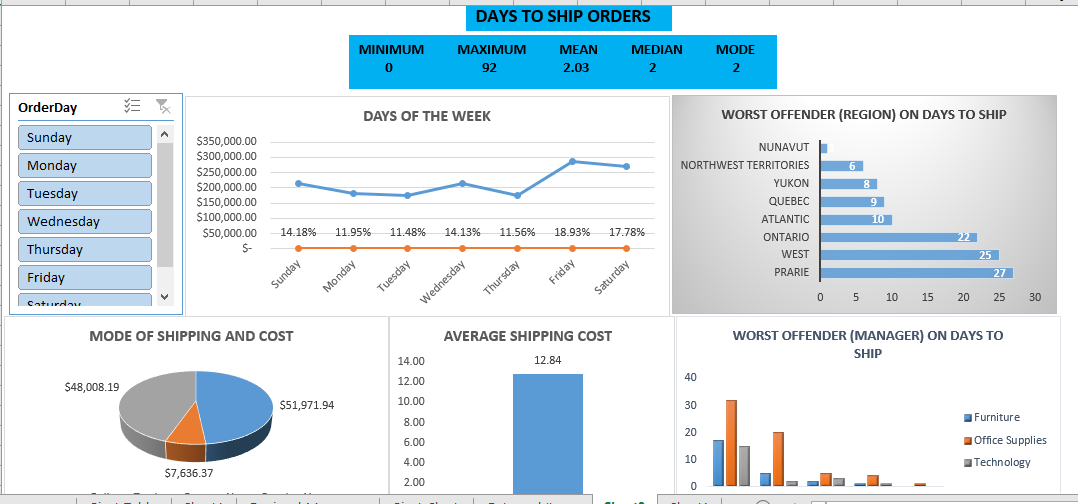 DAYS TO SHIP ORDERS
MINIMUM MAXIMUM MEAN MEDIAN MODE
0 92 2.03 2 2
OrderDay
Sunday
Monday
Tuesday
Wednesday
Thursday
Friday
Saturday
DAYS OF THE WEEK
$350,000.00
$300,000.00
$250,000.00
$200,000.00
$150,000.00
$100,000.00
$50,000.00
$-
14.18% 11.95% 11.48% 14.13% 11.56% 18.93% 17.78%
Sunday Monday Tuesday Wednesday Thursday Friday Saturday
WORST OFFENDER (REGION) ON DAYS TO SHIP
NUNAVUT
NORTHWEST TERRITORIES 6
YUKON 8
QUEBEC 9
ATLANTIC 10
ONTARIO 22
WEST 25
PRARIE 27
0 5 10 15 20 25 30
MODE OF SHIPPING AND COST
$48,008.19
$51,971.94
$7,636.37
AVERAGE SHIPPING COST
12.84
14.00
12.00
10.00
8.00
6.00
4.00
2.00
WORST OFFENDER (MANAGER) ON DAYS TO
SHIP
40
30
20
10
0
Furniture
Office Supplies
Technology